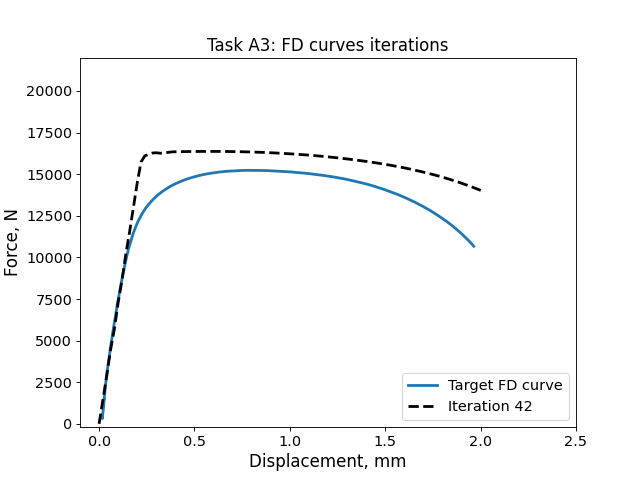 Task A3: FD curves iterations
Force, N
20000
17500
15000
12500
10000
7500
5000
2500
0
0.0 0.5 1.0 1.5 2.0 2.5
Displacement, mm
Target FD curve
Iteration 42